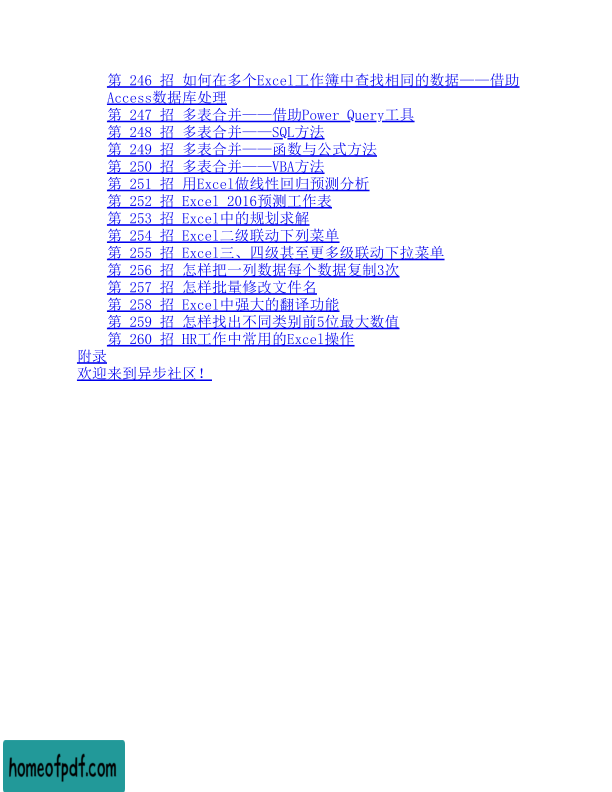 第 246 招 如何在多个Excel工作簿中查找相同的数据——借助
Access数据库处理
第 247 招 多表合并——借助Power Query工具
第 248 招 多表合并——SQL方法
第 249 招 多表合并——函数与公式方法
第 250 招 多表合并——VBA方法
第 251 招 用Excel做线性回归预测分析
第 252 招 Excel 2016预测工作表
第 253 招 Excel中的规划求解
第 254 招 Excel二级联动下列菜单
第 255 招 Excel三、四级甚至更多级联动下拉菜单
第 256 招 怎样把一列数据每个数据复制3次
第 257 招 怎样批量修改文件名
第 258 招 Excel中强大的翻译功能
第 259 招 怎样找出不同类别前5位最大数值
第 260 招 HR工作中常用的Excel操作
附录
欢迎来到异步社区！
homeofpdf.com